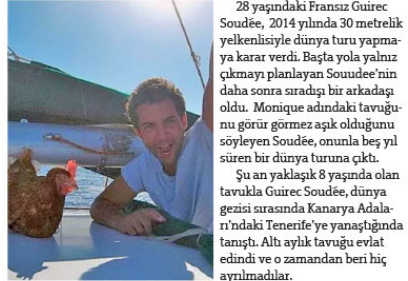 28 yaşındaki Fransız Guirec
Soudée, 2014 yılında 30 metrelik
yelkenlisiyle dünya turu yapma-
ya karar verdi. Başta yola yalnız
çıkmayı planlayan Souudee'nin
daha sonra sıradışı bir arkadaşı
oldu. Monique adındaki tavuğu-
nu görür görmez aşık olduğunu
söyleyen Soudée, onunla beş yıl
süren bir dünya turuna çıktı.
Şu an yaklaşık 8 yaşında olan
tavukla Guirec Soudée, dünya
gezisi sırasında Kanarya Adala-
rı'ndaki Tenerife'ye yanaştığında
tanıştı. Altı aylık tavuğu evlat
edindi ve o zamandan beri hiç
ayrılmadılar.